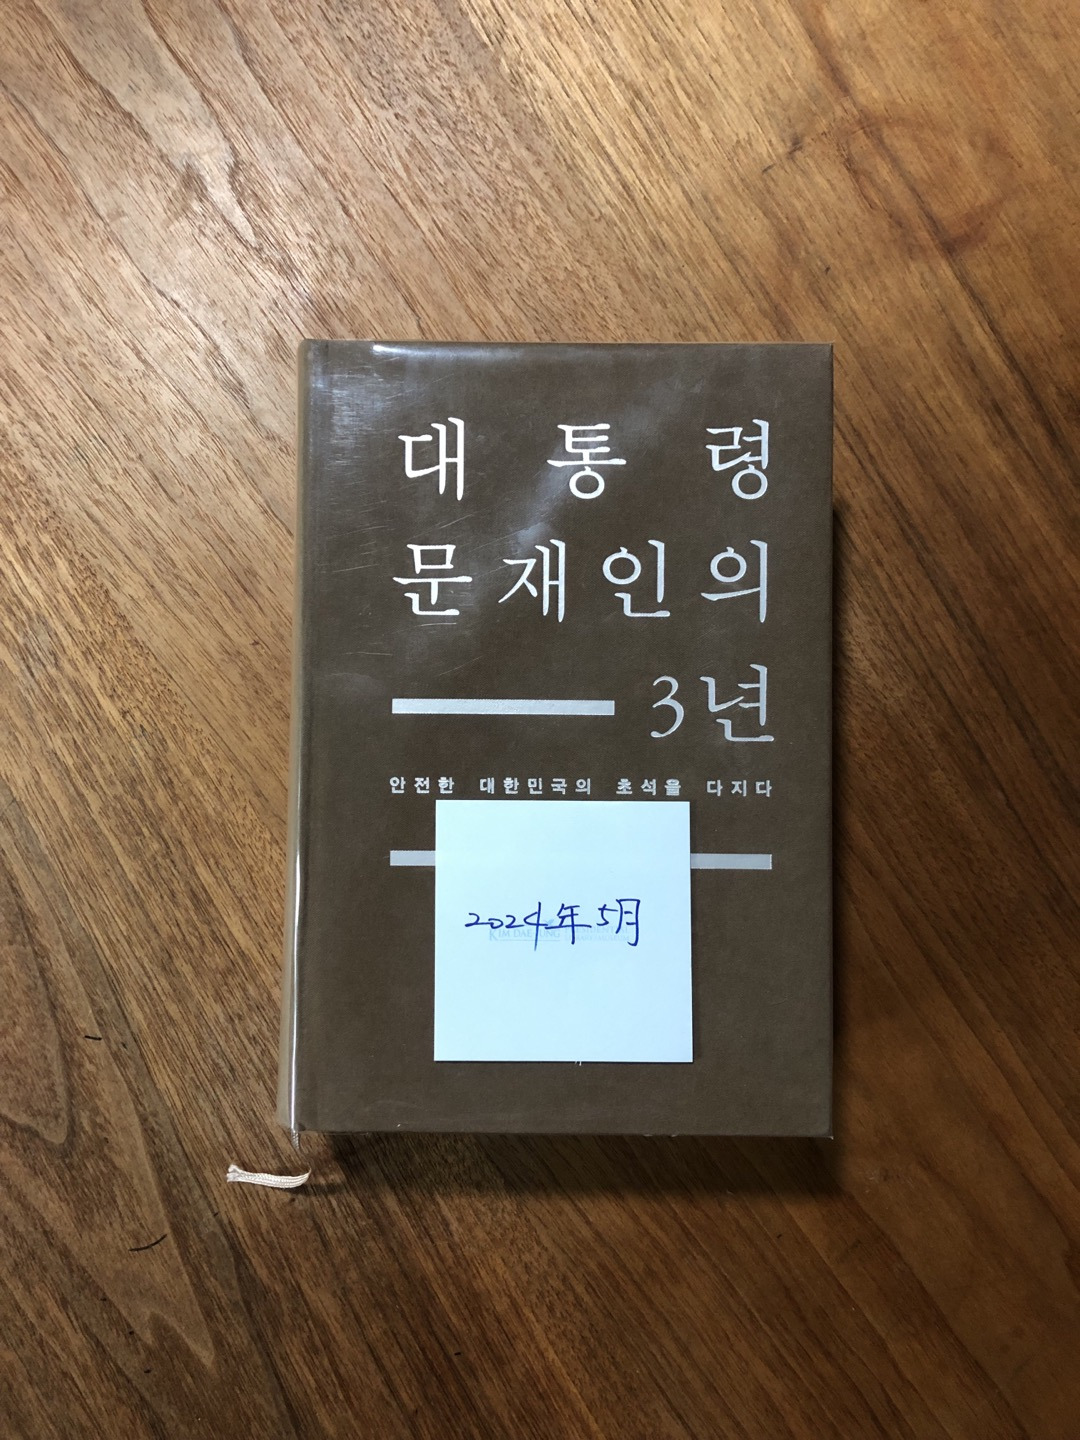 대통령
문재인의
3년
안전한 대한민국의 초석을 다지다
2024年5月